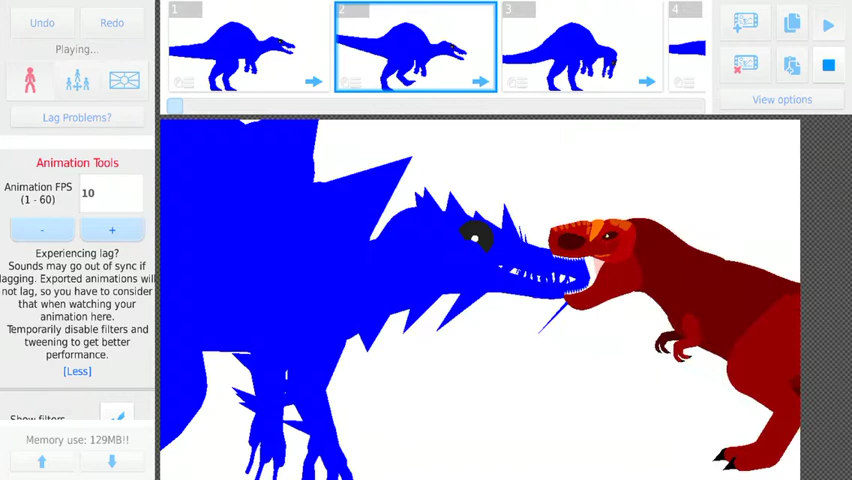 Undo
Redo
Playing...
Lag Problems?
Animation Tools
Animation FPS
(1 - 60)
10
-
+
Experiencing lag?
Sounds may go out of sync if
lagging. Exported animations will
not lag, so you have to consider
that when watching your
animation here.
Temporarily disable filters and
tweening to get better
performance.
[Less]
Show filters
Memory use: 129MB!!
1
2
3
4
View options